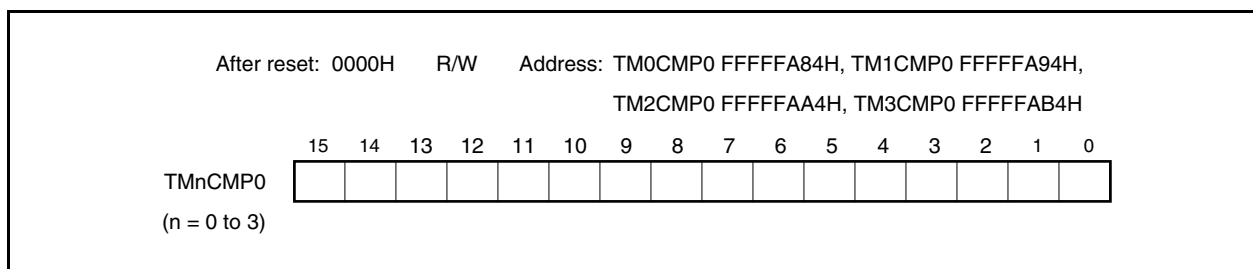 After reset: 0000H R/W Address: TM0CMP0 FFFFFA84H, TM1CMP0 FFFFFA94H,
TM2CMP0 FFFFFAA4H, TM3CMP0 FFFFFAB4H
15 14 13 12 11 10 9 8 7 6 5 4 3 2 1 0
TMnCMP0
(n = 0 to 3)